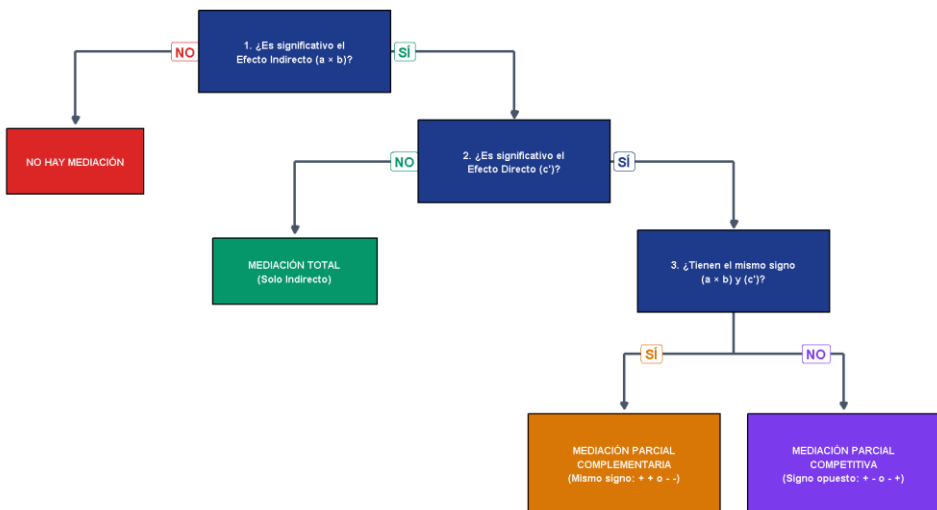 1. ¿Es significativo el
Efecto Indirecto (a × b)?
NO
SÍ
NO HAY MEDIACIÓN
2. ¿Es significativo el
Efecto Directo (c')?
NO
SÍ
MEDIACIÓN TOTAL
(Solo Indirecto)
3. ¿Tienen el mismo signo
(a × b) y (c')?
SÍ
NO
MEDIACIÓN PARCIAL
COMPLEMENTARIA
(Mismo signo: + + o - -)
MEDIACIÓN PARCIAL
COMPETITIVA
(Signo opuesto: + - o - +)